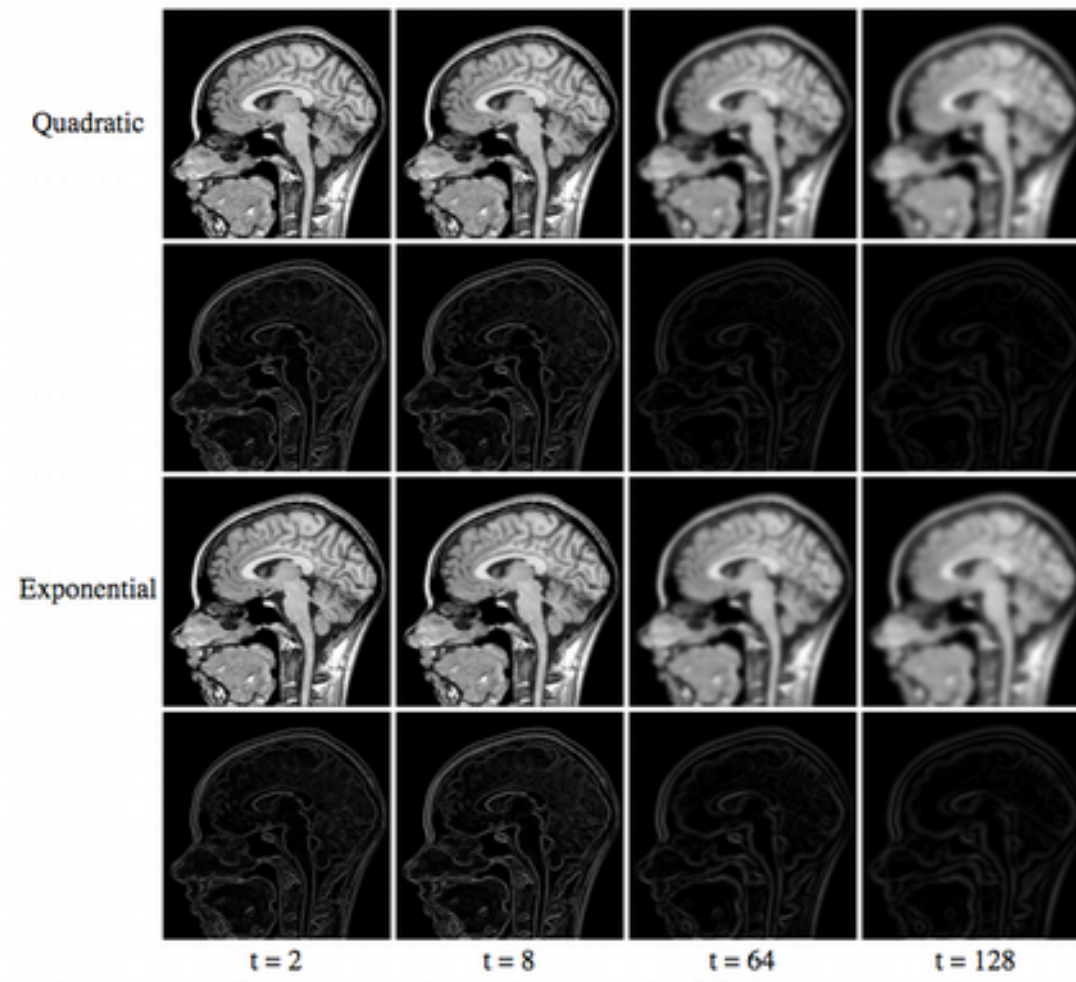 Quadratic
Exponential
t = 2
t = 8
t = 64
t = 128